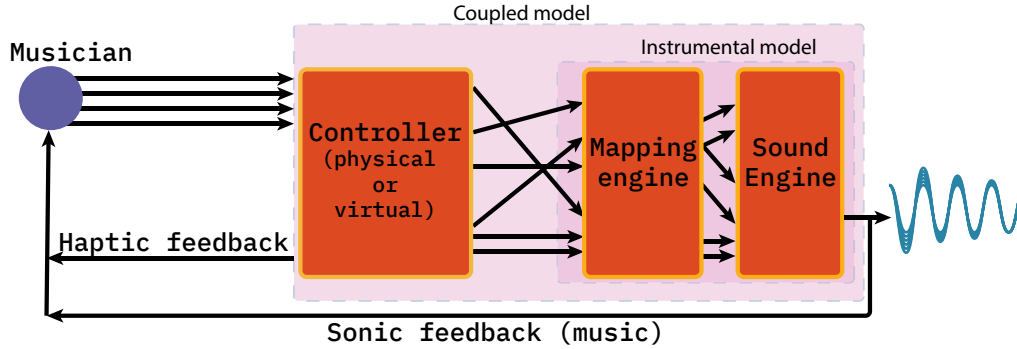 Coupled model
Musician
Instrumental model
Controller
(physical
or
virtual)
Mapping
engine
Sound
Engine
Haptic feedback
Sonic feedback (music)